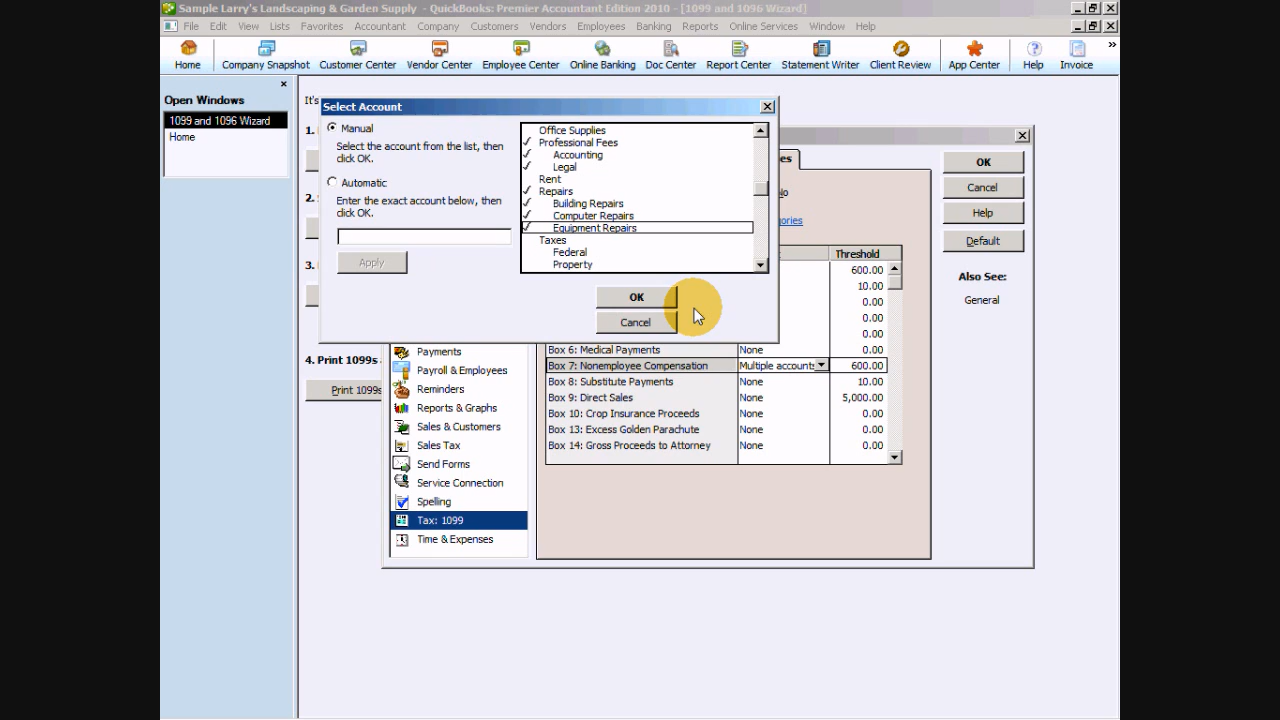 Sample Larry's Landscaping & Garden Supply - QuickBooks: Premier Accountant Edition 2010 - [1099 and 1096 Wizard]
File Edit View Lists Favorites Accountant Company Customers Vendors Employees Banking Reports Online Services Window Help
Home Company Snapshot Customer Center Vendor Center Employee Center Online Banking Doc Center Report Center Statement Writer Client Review App Center Help Invoice
Open Windows
1099 and 1096 Wizard
Home
It's
1.
2.
3.
4. Print 1099s
Print 1099s
Select Account
Manual
Select the account from the list, then
click OK.
Automatic
Enter the exact account below, then
click OK.
Apply
Office Supplies
Professional Fees
Accounting
Legal
Rent
Repairs
Building Repairs
Computer Repairs
Equipment Repairs
Taxes
Federal
Property
OK
Cancel
Payments
Payroll & Employees
Reminders
Reports & Graphs
Sales & Customers
Sales Tax
Send Forms
Service Connection
Spelling
Tax: 1099
Time & Expenses
Threshold
600.00
10.00
0.00
0.00
0.00
Box 6: Medical Payments None 0.00
Box 7: Nonemployee Compensation Multiple accounts 600.00
Box 8: Substitute Payments None 10.00
Box 9: Direct Sales None 5,000.00
Box 10: Crop Insurance Proceeds None 0.00
Box 13: Excess Golden Parachute None 0.00
Box 14: Gross Proceeds to Attorney None 0.00
OK
Cancel
Help
Default
Also See:
General